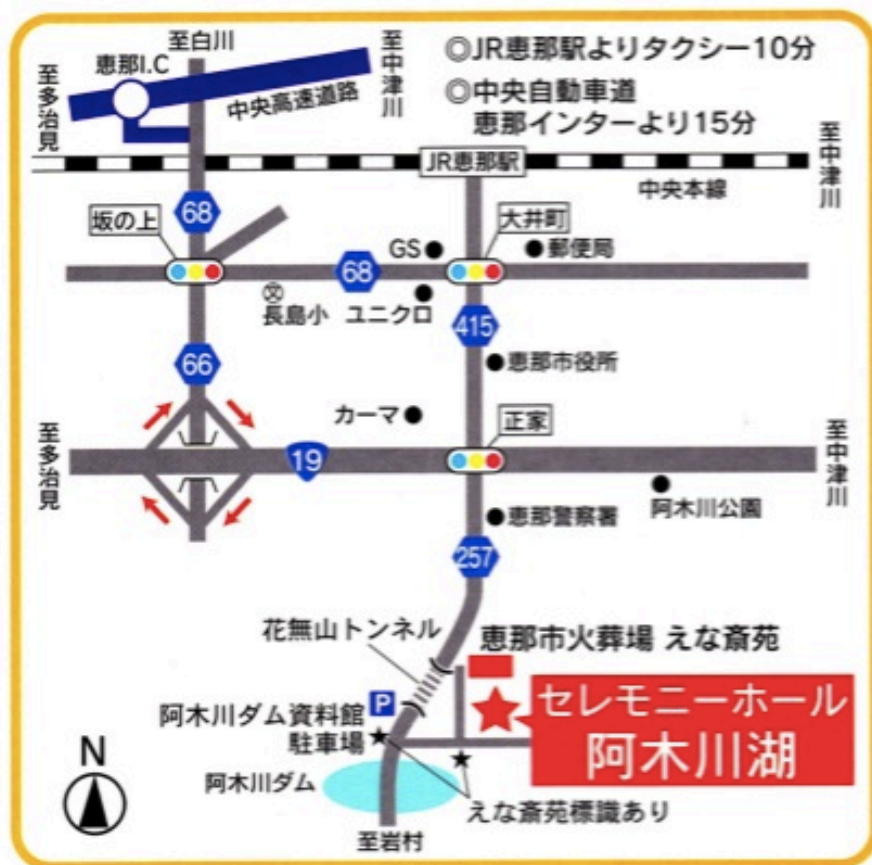 至白川
恵那I.C
至多治見
中央高速道路
至中津川
◎JR恵那駅よりタクシー10分
◎中央自動車道
恵那インターより15分
JR恵那駅
中央本線
至中津川
68
坂の上
大井町
GS
郵便局
68
文
長島小
ユニクロ
415
66
恵那市役所
カーマ
正家
至多治見
19
至中津川
阿木川公園
恵那警察署
257
花無山トンネル
恵那市火葬場 えな斎苑
P
阿木川ダム資料館
駐車場
セレモニーホール
阿木川湖
N
阿木川ダム
えな斎苑標識あり
至岩村